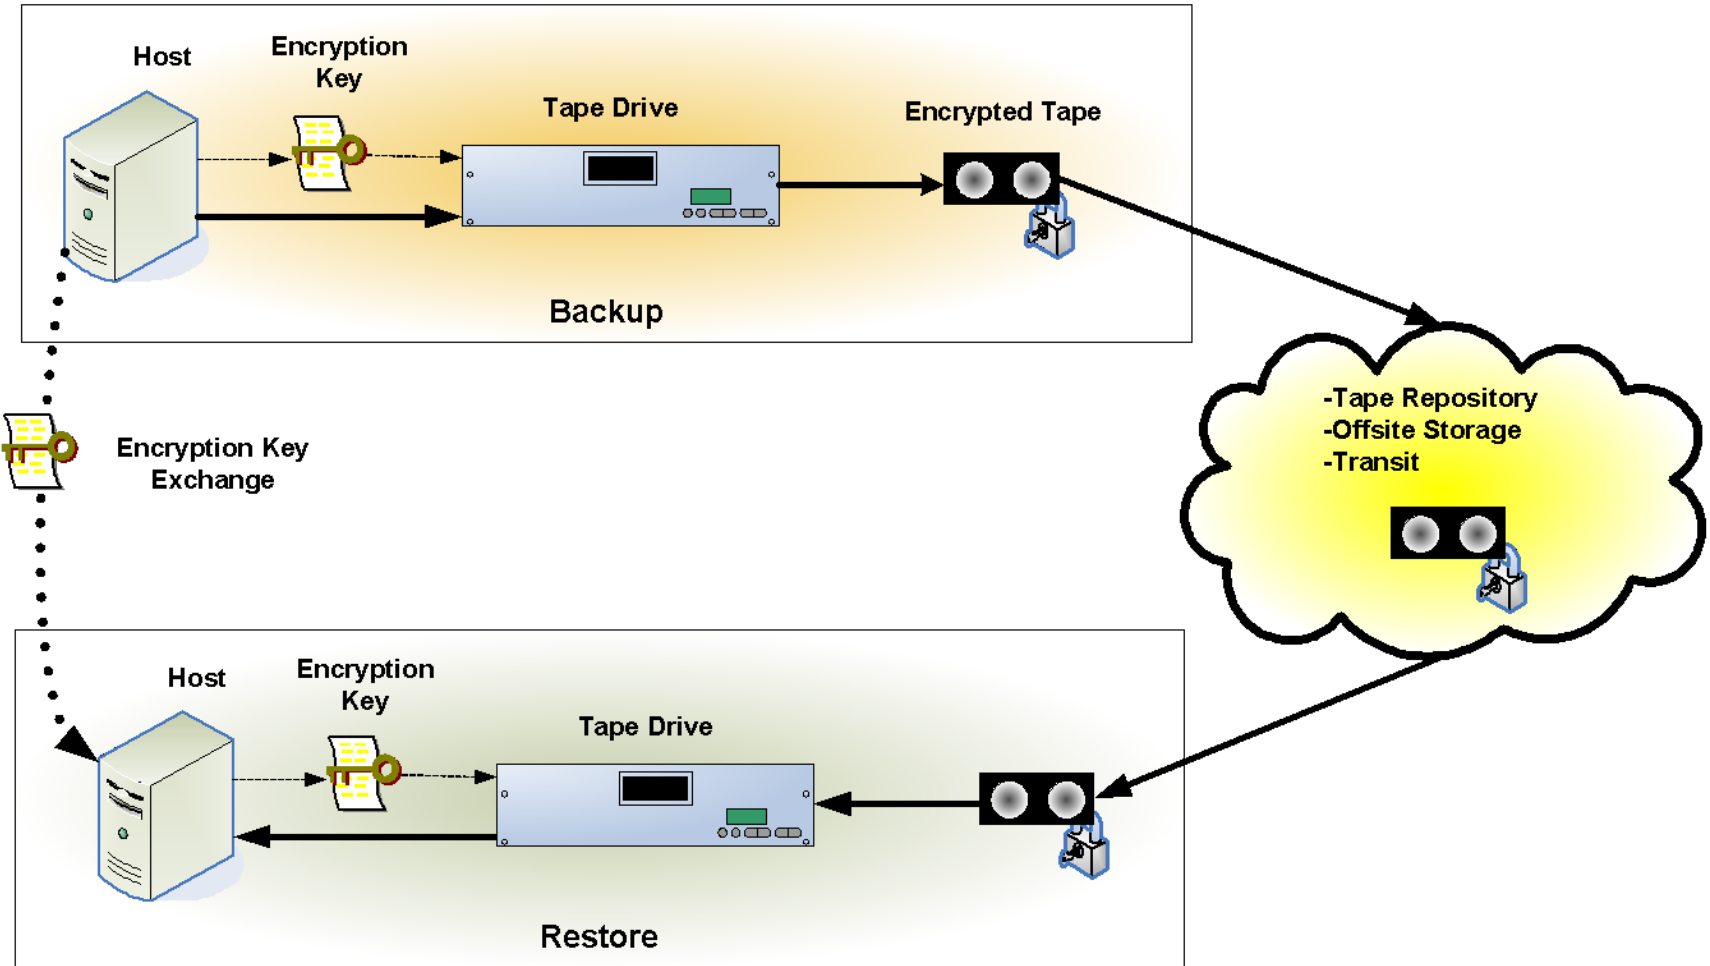 Host
Encryption
Key
Tape Drive
Encrypted Tape
Backup
-Tape Repository
-Offsite Storage
-Transit
Encryption Key
Exchange
Host
Encryption
Key
Tape Drive
Restore